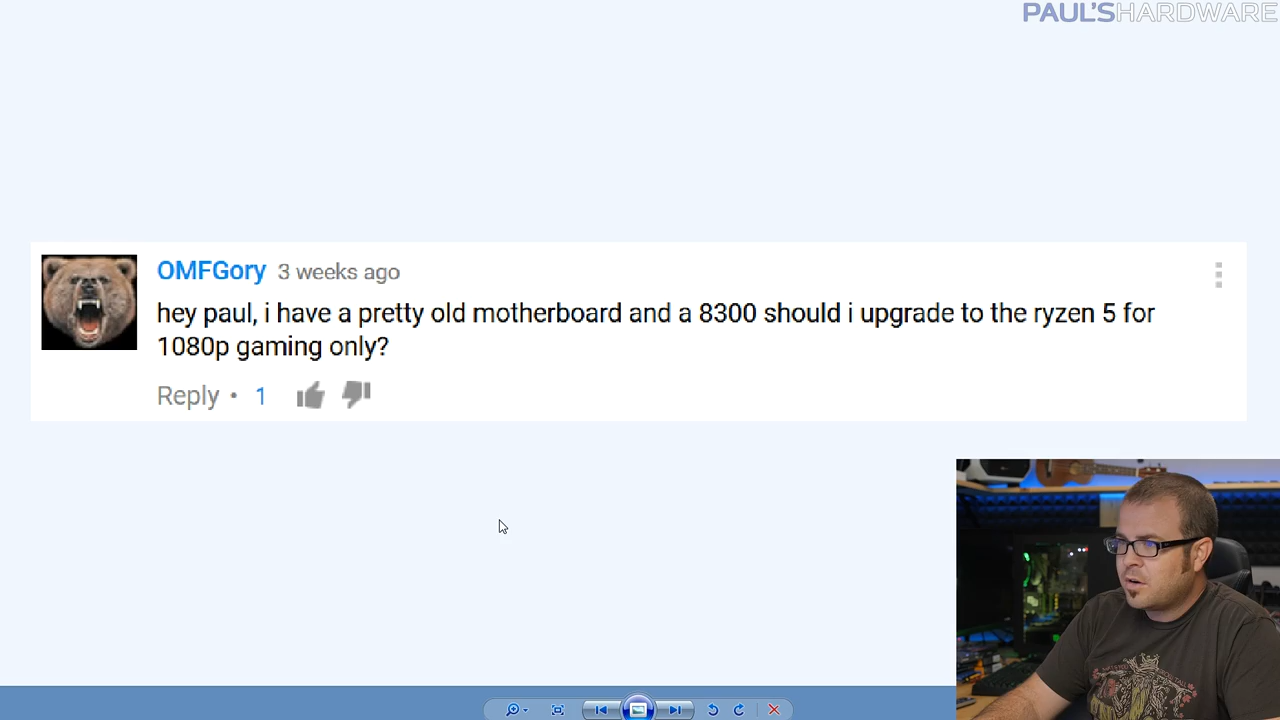 PAUL'SHARDWARE
OMFGory 3 weeks ago
hey paul, i have a pretty old motherboard and a 8300 should i upgrade to the ryzen 5 for
1080p gaming only?
Reply • 1